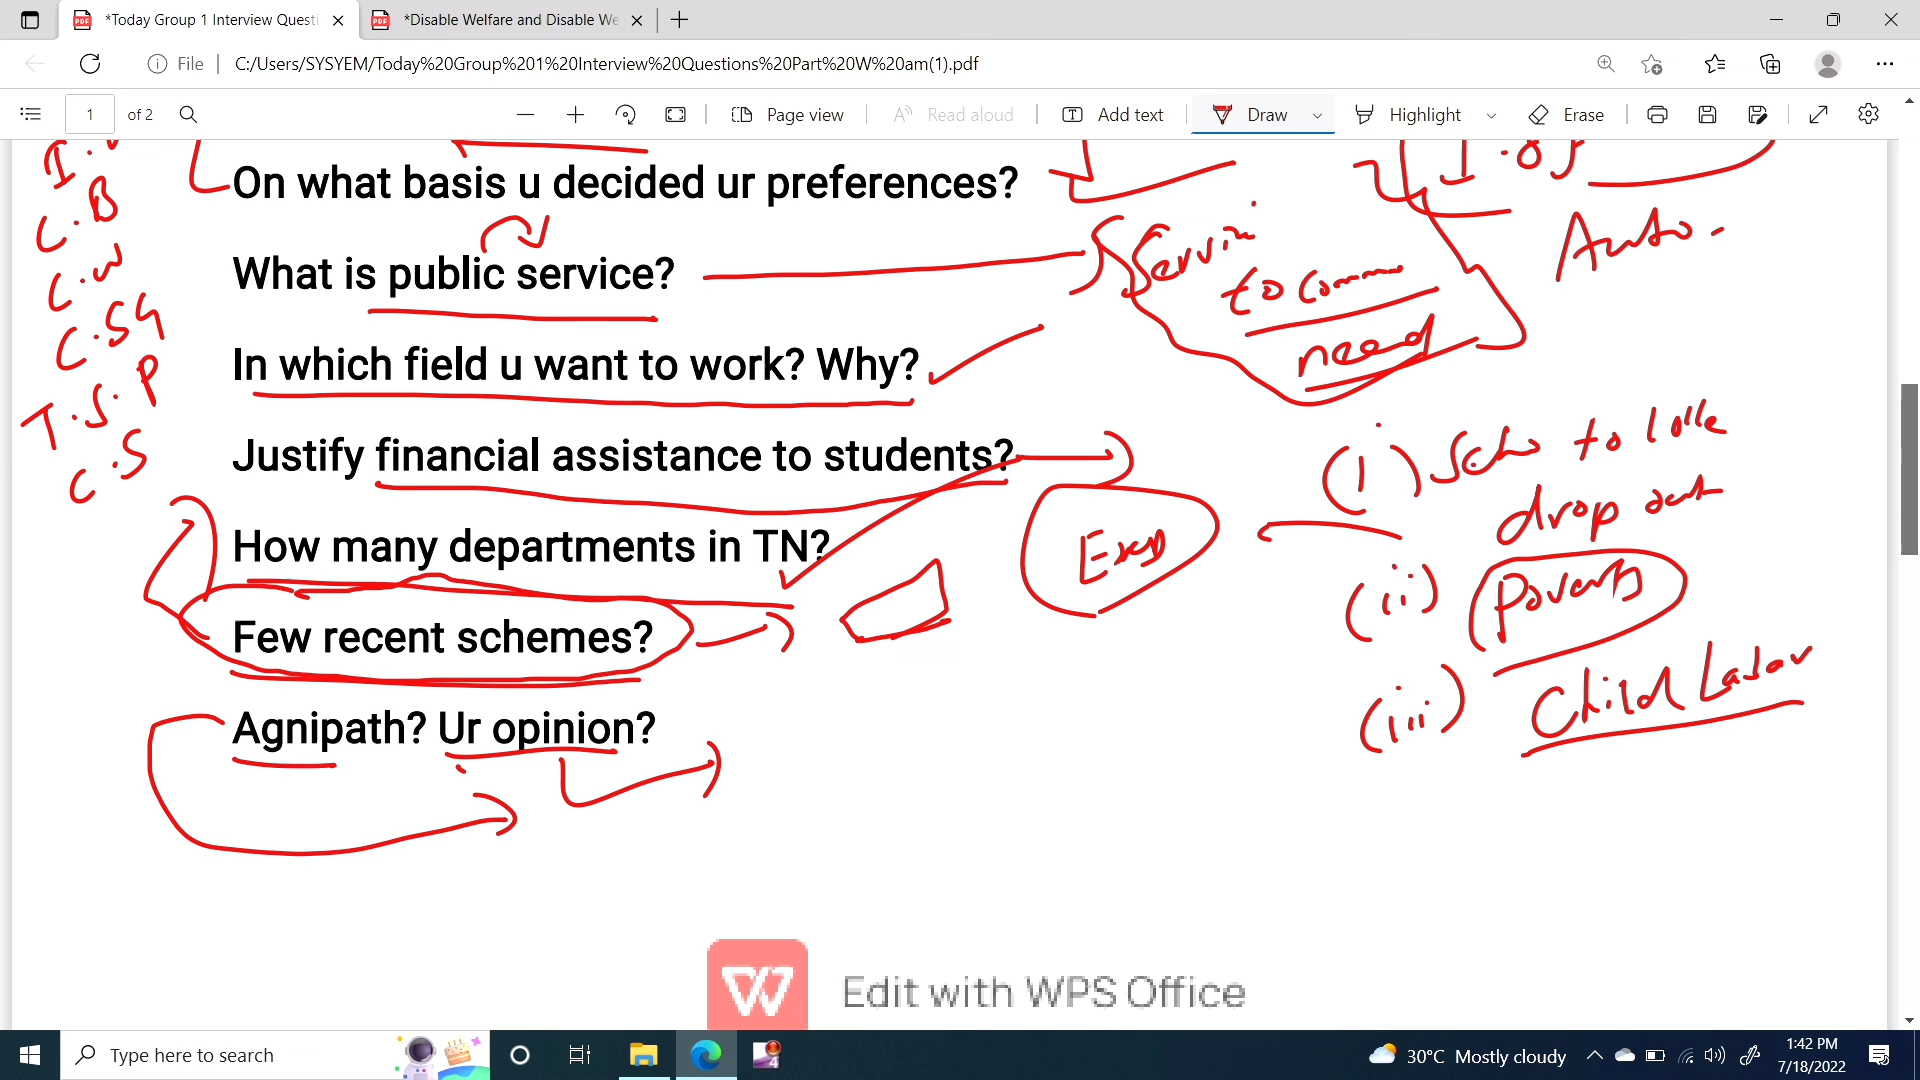 *Today Group 1 Interview Questi
*Disable Welfare and Disable We
File
C:/Users/SYSYEM/Today%20Group%201%20Interview%20Questions%20Part%20W%20am(1).pdf
1 of 2
Page view
Read aloud
Add text
Draw
Highlight
Erase
On what basis u decided ur preferences?
What is public service?
In which field u want to work? Why?
Justify financial assistance to students?
How many departments in TN?
Few recent schemes?
Agnipath? Ur opinion?
C.B
C.W
T.S.P
C.S
Auto.
to Comm
need
(i) Scho to
drop out
(ii) Poverty
(iii) Child Labor
Edit with WPS Office
Type here to search
30°C Mostly cloudy
1:42 PM
7/18/2022